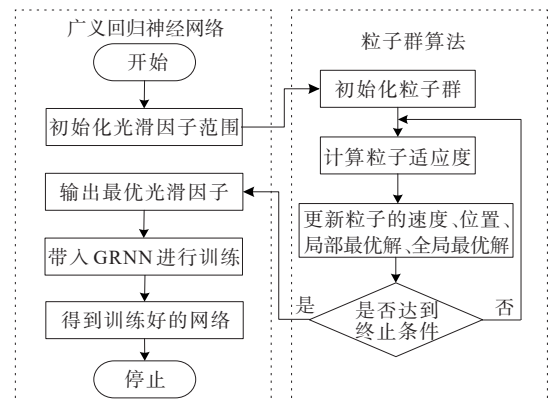 广义回归神经网络
开始
初始化光滑因子范围
输出最优光滑因子
带入GRNN进行训练
得到训练好的网络
停止
粒子群算法
初始化粒子群
计算粒子适应度
更新粒子的速度、位置、
局部最优解、全局最优解
是否达到
终止条件
是
否